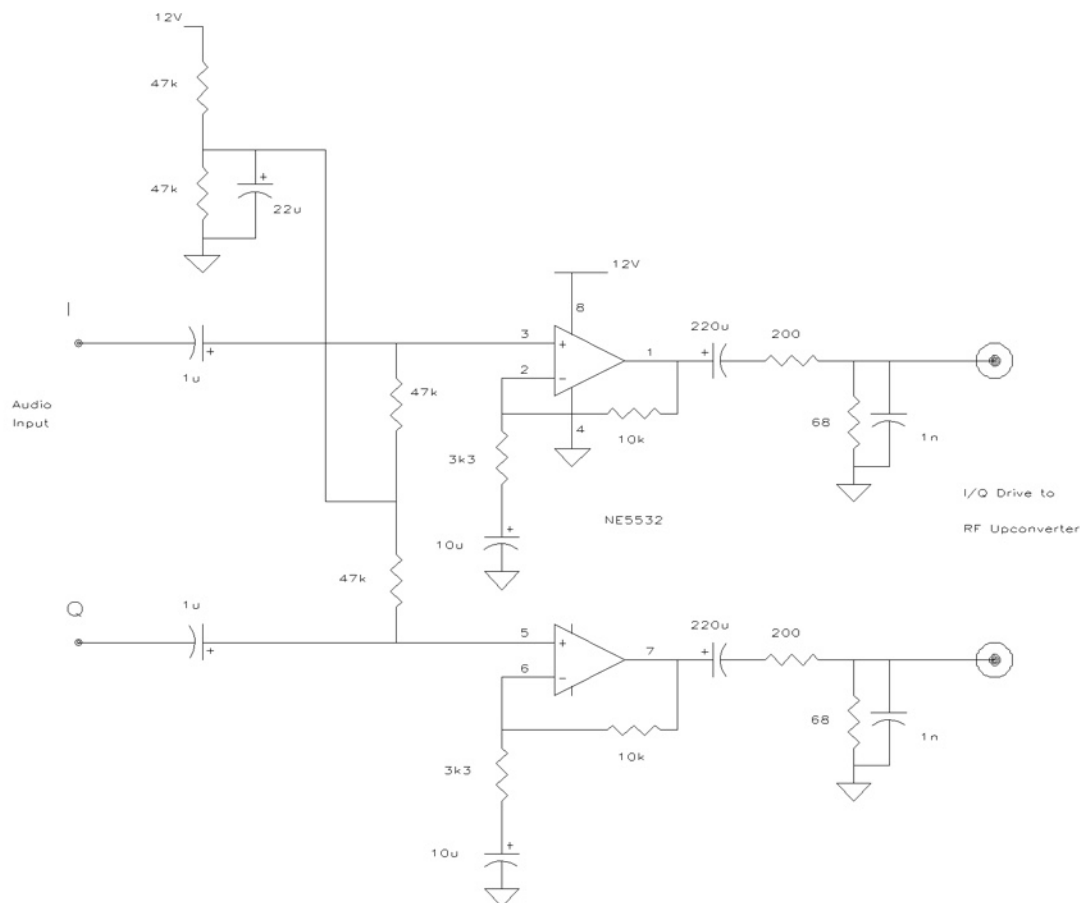 12V
47k
47k
+
22u
12V
I
8
220u
200
3
+
1
+
1u
+
2
−
47k
Audio
Input
10k
4
68
1n
3k3
I/Q Drive to
NE5532
RF Upconverter
10u
+
47k
Q
1u
+
5
+
7
220u
+
200
6
−
68
1n
10k
3k3
10u
+